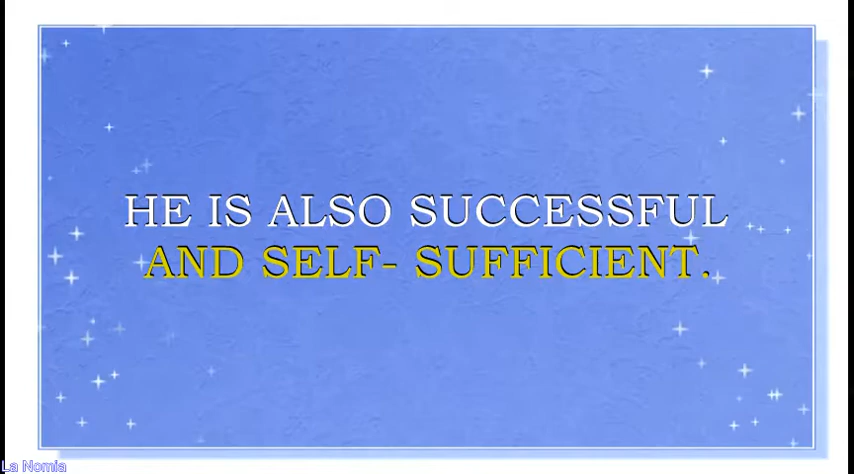 HE IS ALSO SUCCESSFUL
AND SELF- SUFFICIENT.
La Nomia